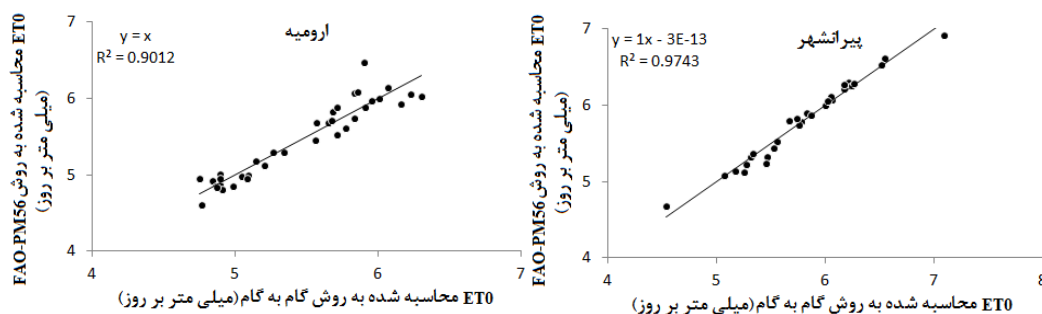 ارومیه
y = x
R² = 0.9012
7
6
5
4
4
5
6
7
ET0 محاسبه شده به روش FAO-PM56
(میلی متر بر روز)
ET0 محاسبه شده به روش گام به گام(میلی متر بر روز)
پیرانشهر
y = 1x - 3E-13
R² = 0.9743
7
6
5
4
4
5
6
7
8
ET0 محاسبه شده به روش FAO-PM56
(میلی متر بر روز)
ET0 محاسبه شده به روش گام به گام(میلی متر بر روز)